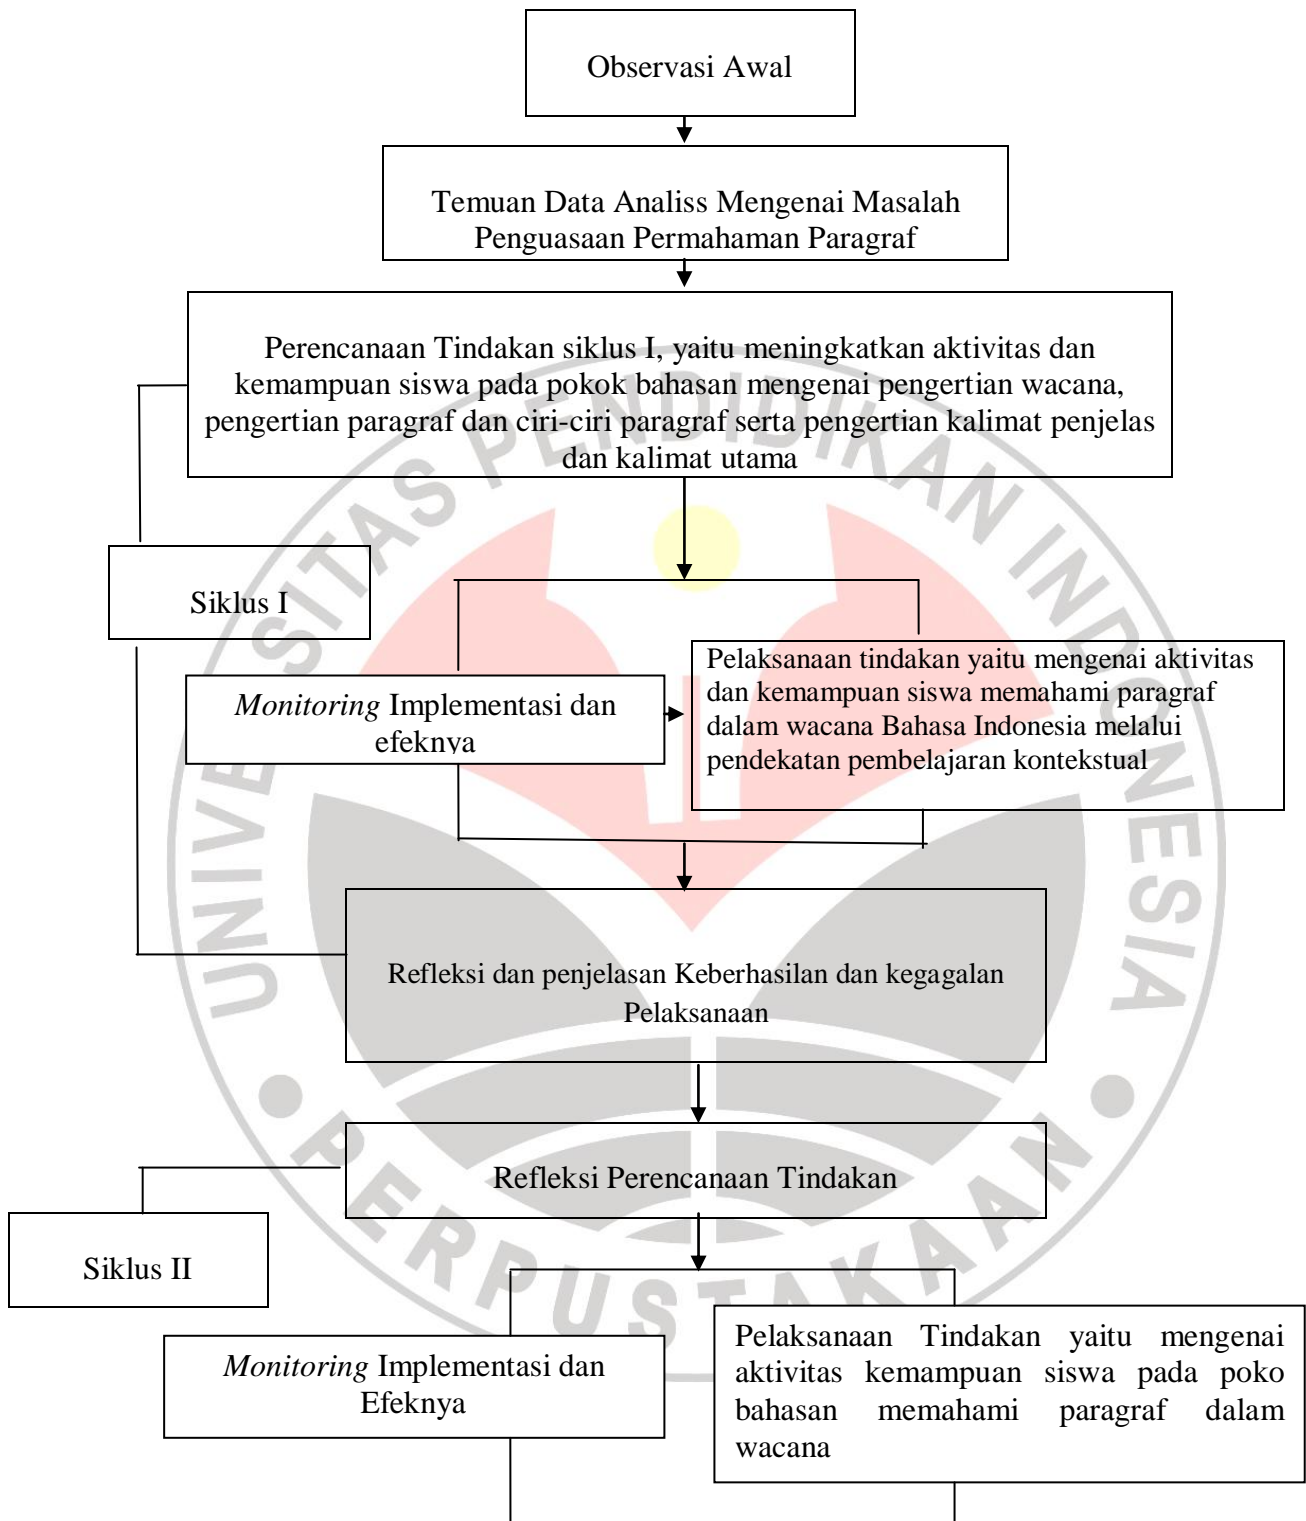 Observasi Awal
Temuan Data Analiss Mengenai Masalah
Penguasaan Permahaman Paragraf
Perencanaan Tindakan siklus I, yaitu meningkatkan aktivitas dan
kemampuan siswa pada pokok bahasan mengenai pengertian wacana,
pengertian paragraf dan ciri-ciri paragraf serta pengertian kalimat penjelas
dan kalimat utama
Siklus I
Monitoring Implementasi dan
efeknya
Pelaksanaan tindakan yaitu mengenai aktivitas
dan kemampuan siswa memahami paragraf
dalam wacana Bahasa Indonesia melalui
pendekatan pembelajaran kontekstual
Refleksi dan penjelasan Keberhasilan dan kegagalan
Pelaksanaan
Refleksi Perencanaan Tindakan
Siklus II
Monitoring Implementasi dan
Efeknya
Pelaksanaan Tindakan yaitu mengenai
aktivitas kemampuan siswa pada poko
bahasan memahami paragraf dalam
wacana
UNIVERSITAS PENDIDIKAN INDONESIA
PERPUSTAKAAN